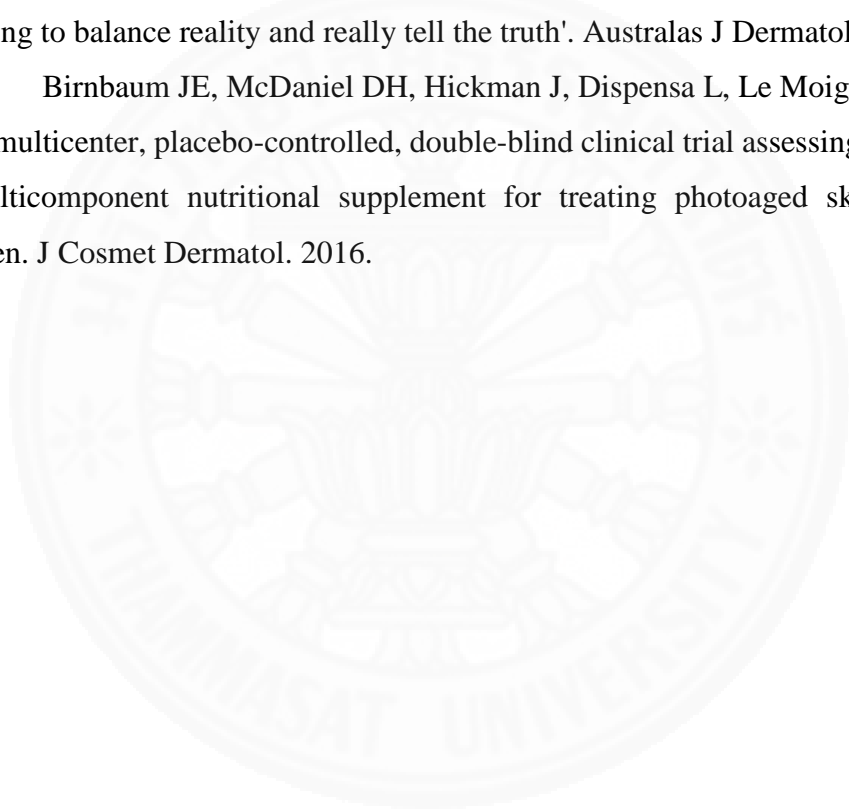 ng to balance reality and really tell the truth'. Australas J Dermatol
Birnbaum JE, McDaniel DH, Hickman J, Dispensa L, Le Moig
multicenter, placebo-controlled, double-blind clinical trial assessing
lticomponent nutritional supplement for treating photoaged sk
en. J Cosmet Dermatol. 2016.
THAMMASAT UNIVERSITY